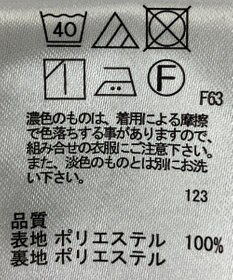 40
F
F63
濃色のものは、着用による摩擦
で色落ちする事がありますので、
組み合せの衣服にご注意下さい。
また、淡色のものとは別にお洗
い下さい。
123
品質
表地 ポリエステル 100%
裏地 ポリエステル